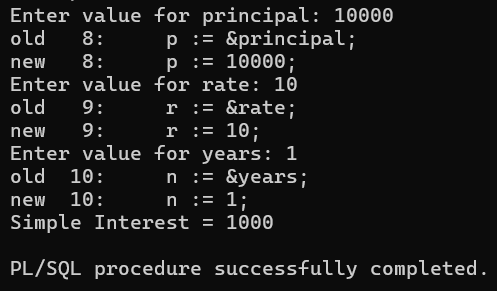 Enter value for principal: 10000
old   8:     p := &principal;
new   8:     p := 10000;
Enter value for rate: 10
old   9:     r := &rate;
new   9:     r := 10;
Enter value for years: 1
old  10:     n := &years;
new  10:     n := 1;
Simple Interest = 1000

PL/SQL procedure successfully completed.